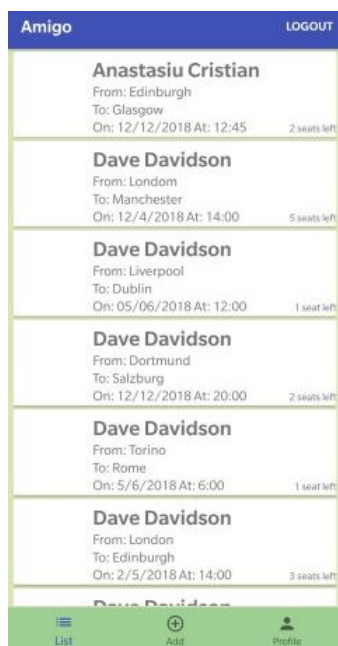 Amigo LOGOUT
Anastasiu Cristian
From: Edinburgh
To: Glasgow
On: 12/12/2018 At: 12:45 2 seats left
Dave Davidson
From: Londom
To: Manchester
On: 12/4/2018 At: 14:00 5 seats left
Dave Davidson
From: Liverpool
To: Dublin
On: 05/06/2018 At: 12:00 1 seat left
Dave Davidson
From: Dortmund
To: Salzburg
On: 12/12/2018 At: 20:00 2 seats left
Dave Davidson
From: Torino
To: Rome
On: 5/6/2018 At: 6:00 1 seat left
Dave Davidson
From: London
To: Edinburgh
On: 2/5/2018 At: 14:00 3 seats left
Dave Davidson
List Add Profile